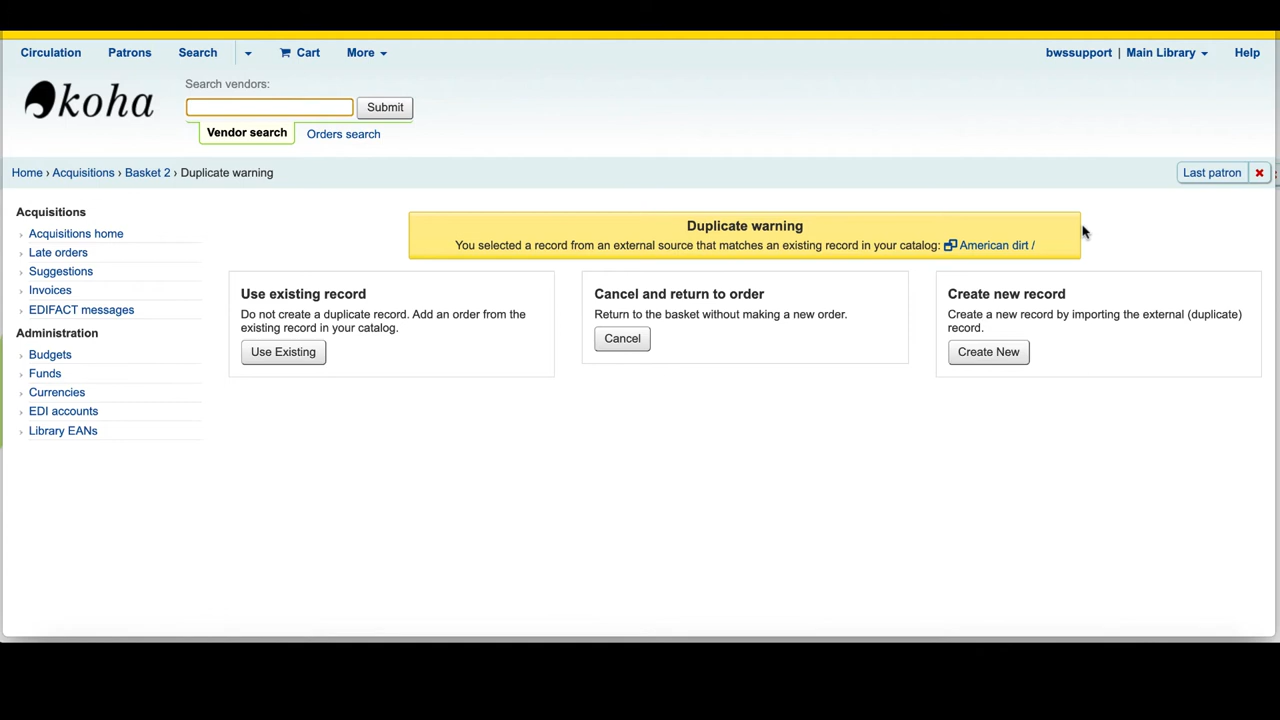 Circulation Patrons Search Cart More bwssupport | Main Library Help
koha
Search vendors:
Submit
Vendor search Orders search
Home › Acquisitions › Basket 2 › Duplicate warning
Last patron ✖
Acquisitions
› Acquisitions home
› Late orders
› Suggestions
› Invoices
› EDIFACT messages
Administration
› Budgets
› Funds
› Currencies
› EDI accounts
› Library EANs
Duplicate warning
You selected a record from an external source that matches an existing record in your catalog: American dirt /
Use existing record
Do not create a duplicate record. Add an order from the
existing record in your catalog.
Use Existing
Cancel and return to order
Return to the basket without making a new order.
Cancel
Create new record
Create a new record by importing the external (duplicate)
record.
Create New